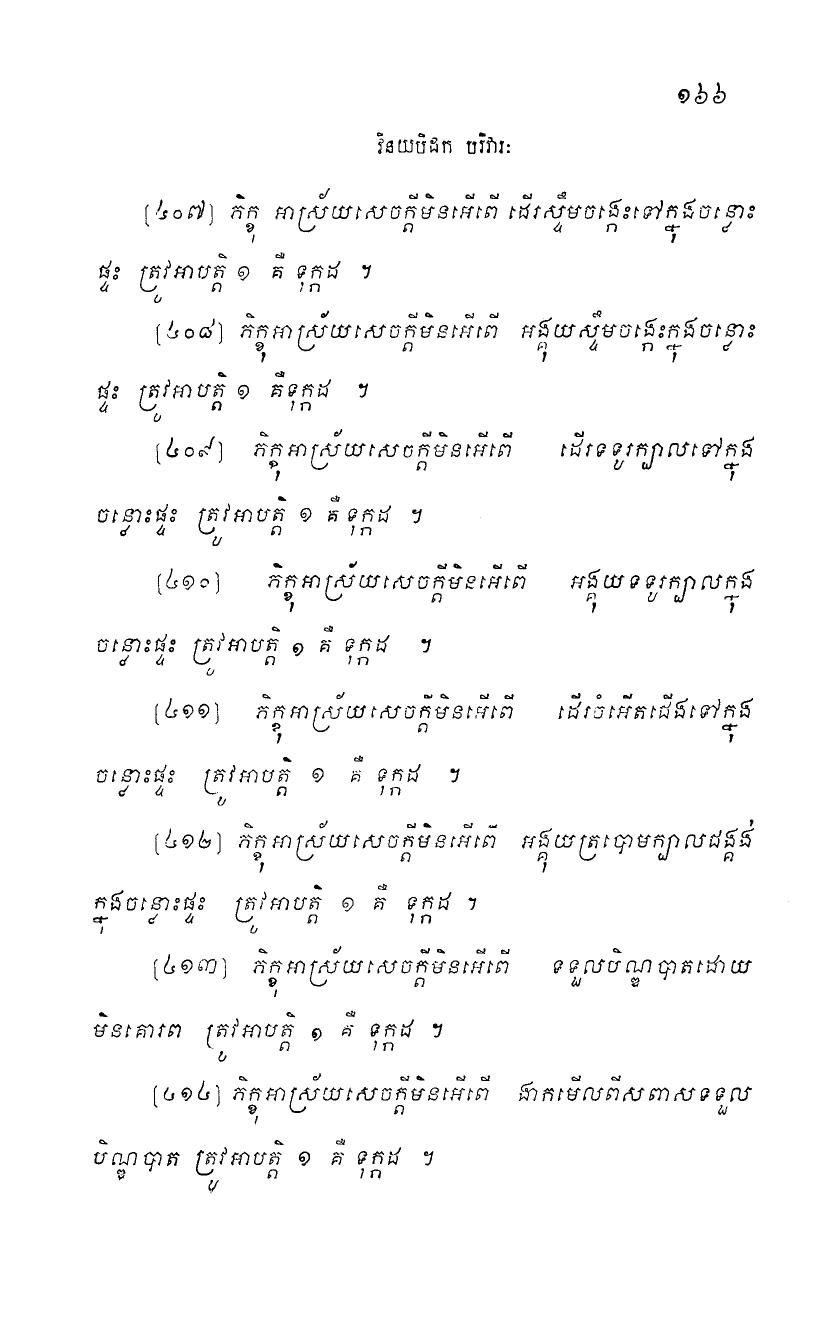 ១៦៦
វិនយបិដក បរិវារៈ
[៤០៧] ភិក្ខុ អាស្រ័យសេចក្តីមិនអើពើ ដើរស្ទឹមចង្កេះទៅក្នុងចន្លោះ
ផ្ទះ ត្រូវអាបត្តិ ១ គឺ ទុក្កដ ។
[៤០៨] ភិក្ខុអាស្រ័យសេចក្តីមិនអើពើ អង្គុយស្ទឹមចង្កេះក្នុងចន្លោះ
ផ្ទះ ត្រូវអាបត្តិ ១ គឺទុក្កដ ។
[៤០៩] ភិក្ខុអាស្រ័យសេចក្តីមិនអើពើ ដើរទទូរក្បាលទៅក្នុង
ចន្លោះផ្ទះ ត្រូវអាបត្តិ ១ គឺទុក្កដ ។
[៤១០] ភិក្ខុអាស្រ័យសេចក្តីមិនអើពើ អង្គុយទទូរក្បាលក្នុង
ចន្លោះផ្ទះ ត្រូវអាបត្តិ ១ គឺ ទុក្កដ ។
[៤១១] ភិក្ខុអាស្រ័យសេចក្តីមិនអើពើ ដើរចំអើតជើងទៅក្នុង
ចន្លោះផ្ទះ ត្រូវអាបត្តិ ១ គឺ ទុក្កដ ។
[៤១២] ភិក្ខុអាស្រ័យសេចក្តីមិនអើពើ អង្គុយត្របោមក្បាលជង្គង់
ក្នុងចន្លោះផ្ទះ ត្រូវអាបត្តិ ១ គឺ ទុក្កដ ។
[៤១៣] ភិក្ខុអាស្រ័យសេចក្តីមិនអើពើ ទទួលបិណ្ឌបាតដោយ
មិនគោរព ត្រូវអាបត្តិ ១ គឺ ទុក្កដ ។
[៤១៤] ភិក្ខុអាស្រ័យសេចក្តីមិនអើពើ ងាកមើលពីសពាសទទួល
បិណ្ឌបាត ត្រូវអាបត្តិ ១ គឺ ទុក្កដ ។